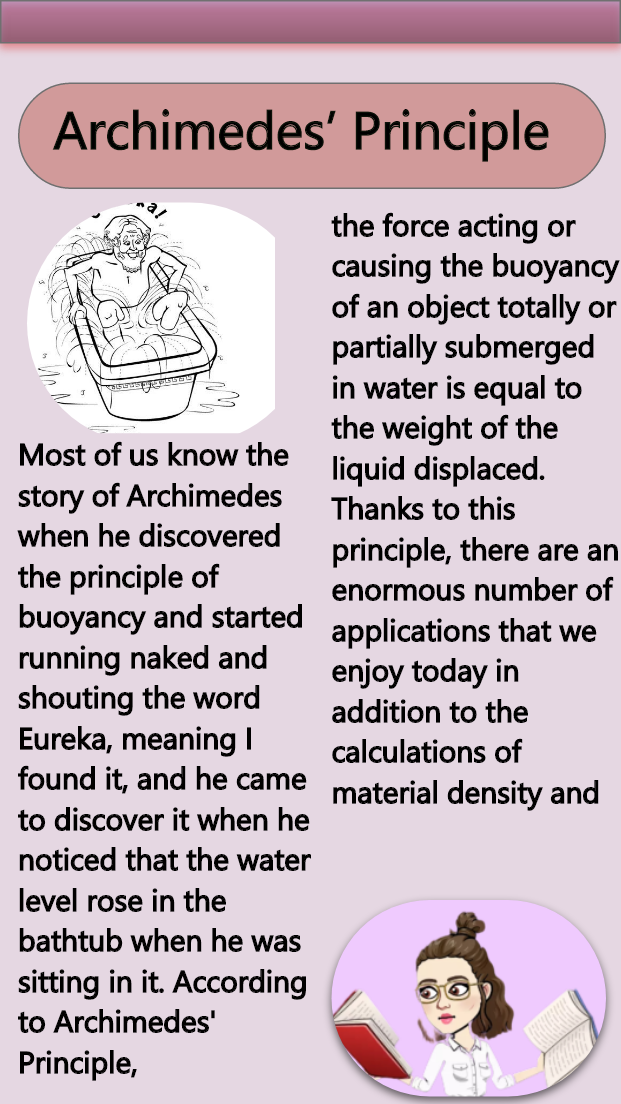 Archimedes’ Principle
Most of us know the
story of Archimedes
when he discovered
the principle of
buoyancy and started
running naked and
shouting the word
Eureka, meaning I
found it, and he came
to discover it when he
noticed that the water
level rose in the
bathtub when he was
sitting in it. According
to Archimedes'
Principle,
the force acting or
causing the buoyancy
of an object totally or
partially submerged
in water is equal to
the weight of the
liquid displaced.
Thanks to this
principle, there are an
enormous number of
applications that we
enjoy today in
addition to the
calculations of
material density and